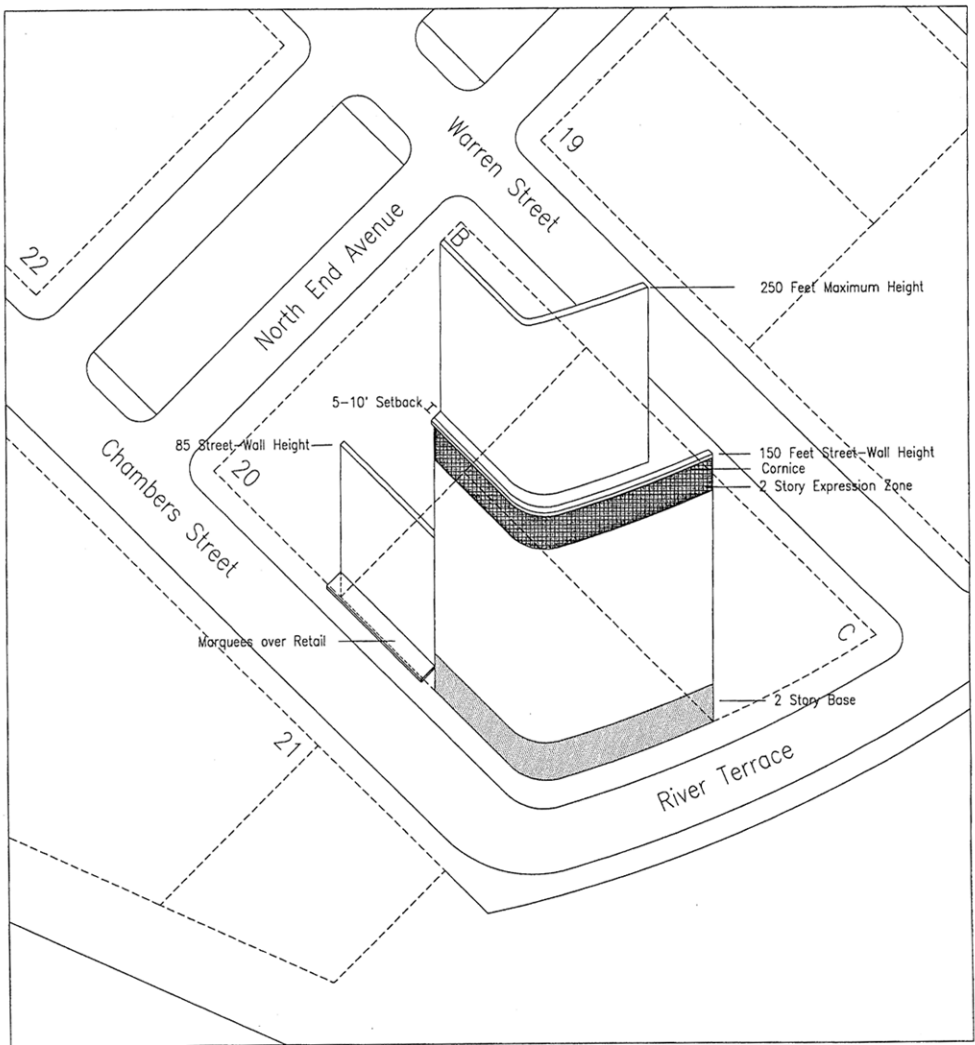 Warren Street
19
22
B
North End Avenue
250 Feet Maximum Height
5-10' Setback
85 Street-Wall Height
150 Feet Street-Wall Height
Cornice
20
2 Story Expression Zone
Chambers Street
C
Marquees over Retail
2 Story Base
21
River Terrace